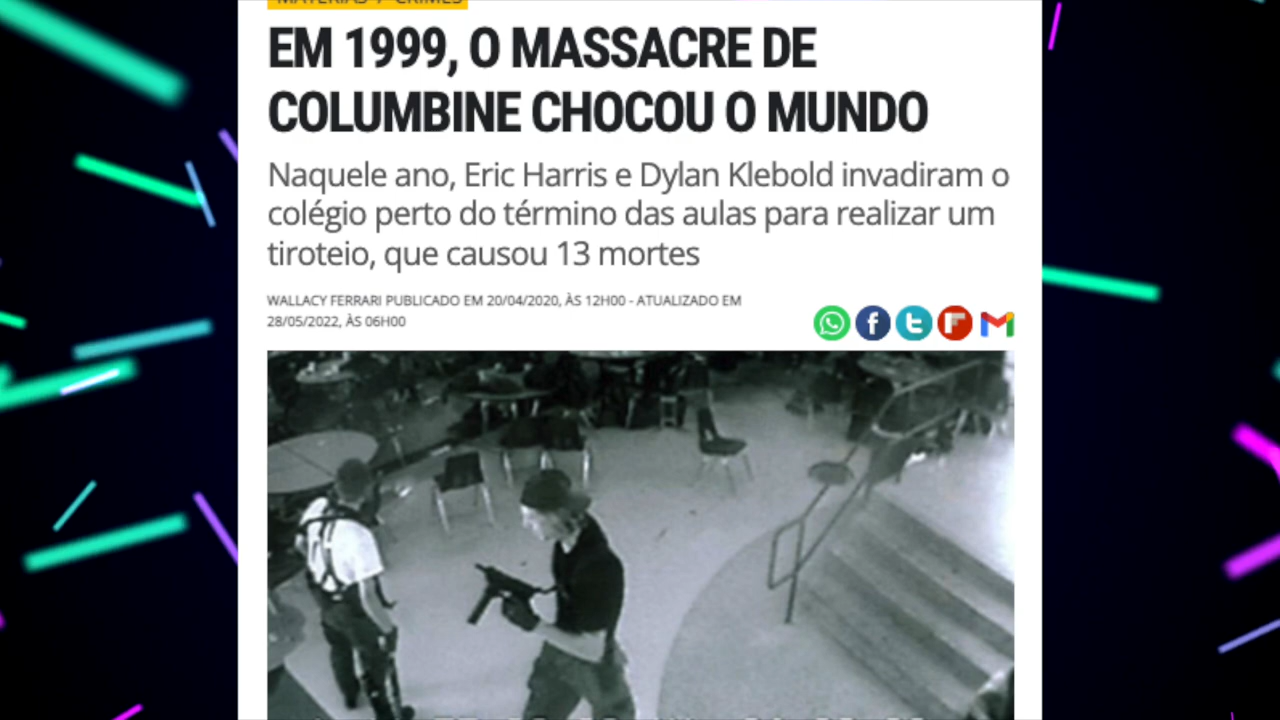 MATÉRIAS / CRIMES
EM 1999, O MASSACRE DE
COLUMBINE CHOCOU O MUNDO
Naquele ano, Eric Harris e Dylan Klebold invadiram o
colégio perto do término das aulas para realizar um
tiroteio, que causou 13 mortes
WALLACY FERRARI PUBLICADO EM 20/04/2020, ÀS 12H00 - ATUALIZADO EM
28/05/2022, ÀS 06H00